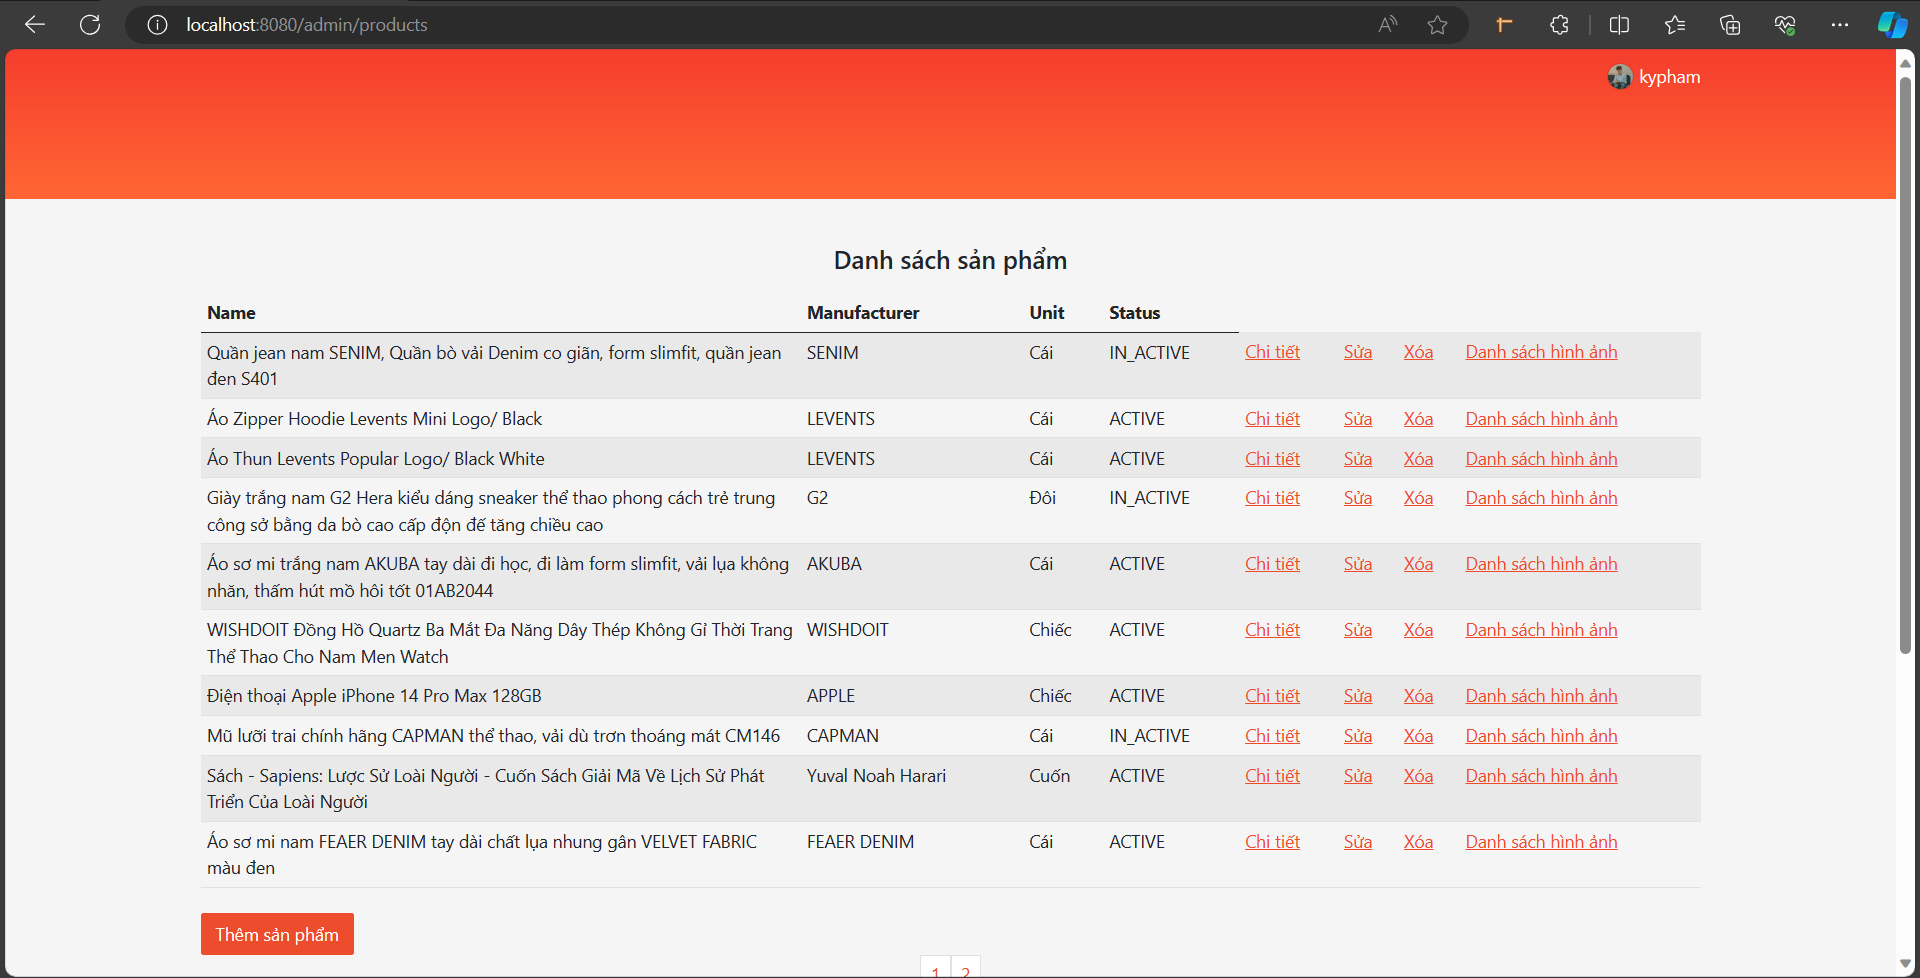 localhost:8080/admin/products
kypham
Danh sách sản phẩm
Name Manufacturer Unit Status
Quần jean nam SENIM, Quần bò vải Denim co giãn, form slimfit, quần jean SENIM Cái IN_ACTIVE Chi tiết Sửa Xóa Danh sách hình ảnh
đen S401
Áo Zipper Hoodie Levents Mini Logo/ Black LEVENTS Cái ACTIVE Chi tiết Sửa Xóa Danh sách hình ảnh
Áo Thun Levents Popular Logo/ Black White LEVENTS Cái ACTIVE Chi tiết Sửa Xóa Danh sách hình ảnh
Giày trắng nam G2 Hera kiểu dáng sneaker thể thao phong cách trẻ trung G2 Đôi IN_ACTIVE Chi tiết Sửa Xóa Danh sách hình ảnh
công sở bằng da bò cao cấp độn đế tăng chiều cao
Áo sơ mi trắng nam AKUBA tay dài đi học, đi làm form slimfit, vải lụa không AKUBA Cái ACTIVE Chi tiết Sửa Xóa Danh sách hình ảnh
nhăn, thấm hút mồ hôi tốt 01AB2044
WISHDOIT Đồng Hồ Quartz Ba Mắt Đa Năng Dây Thép Không Gỉ Thời Trang WISHDOIT Chiếc ACTIVE Chi tiết Sửa Xóa Danh sách hình ảnh
Thể Thao Cho Nam Men Watch
Điện thoại Apple iPhone 14 Pro Max 128GB APPLE Chiếc ACTIVE Chi tiết Sửa Xóa Danh sách hình ảnh
Mũ lưỡi trai chính hãng CAPMAN thể thao, vải dù trơn thoáng mát CM146 CAPMAN Cái IN_ACTIVE Chi tiết Sửa Xóa Danh sách hình ảnh
Sách - Sapiens: Lược Sử Loài Người - Cuốn Sách Giải Mã Về Lịch Sử Phát Yuval Noah Harari Cuốn ACTIVE Chi tiết Sửa Xóa Danh sách hình ảnh
Triển Của Loài Người
Áo sơ mi nam FEAER DENIM tay dài chất lụa nhung gân VELVET FABRIC FEAER DENIM Cái ACTIVE Chi tiết Sửa Xóa Danh sách hình ảnh
màu đen
Thêm sản phẩm
1 2